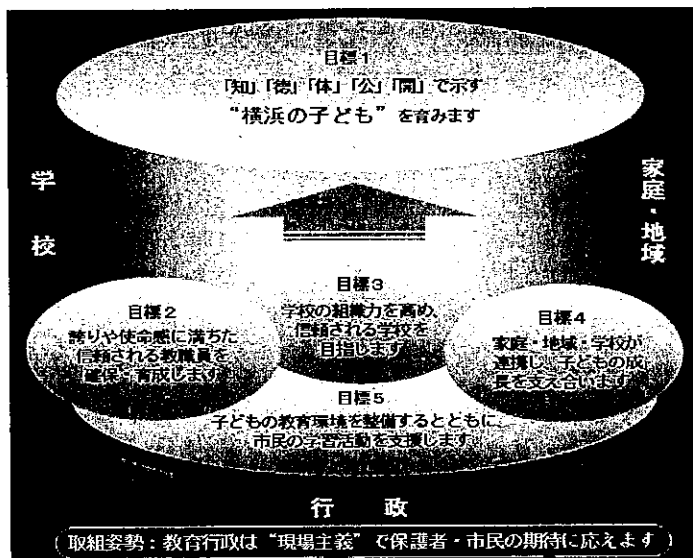 目標1
「知」「徳」「体」「公」「開」で示す
“横浜の子ども”を育みます
学校
家庭・地域
目標3
学校の組織力を高め、
信頼される学校を
目指します
目標2
誇りや使命感に満ちた
信頼される教職員を
確保・育成します
目標4
家庭・地域・学校が
連携し、子どもの成
長を支え合います
目標5
子どもの教育環境を整備するとともに、
市民の学習活動を支援します
行政
取組姿勢：教育行政は“現場主義”で保護者・市民の期待に応えます